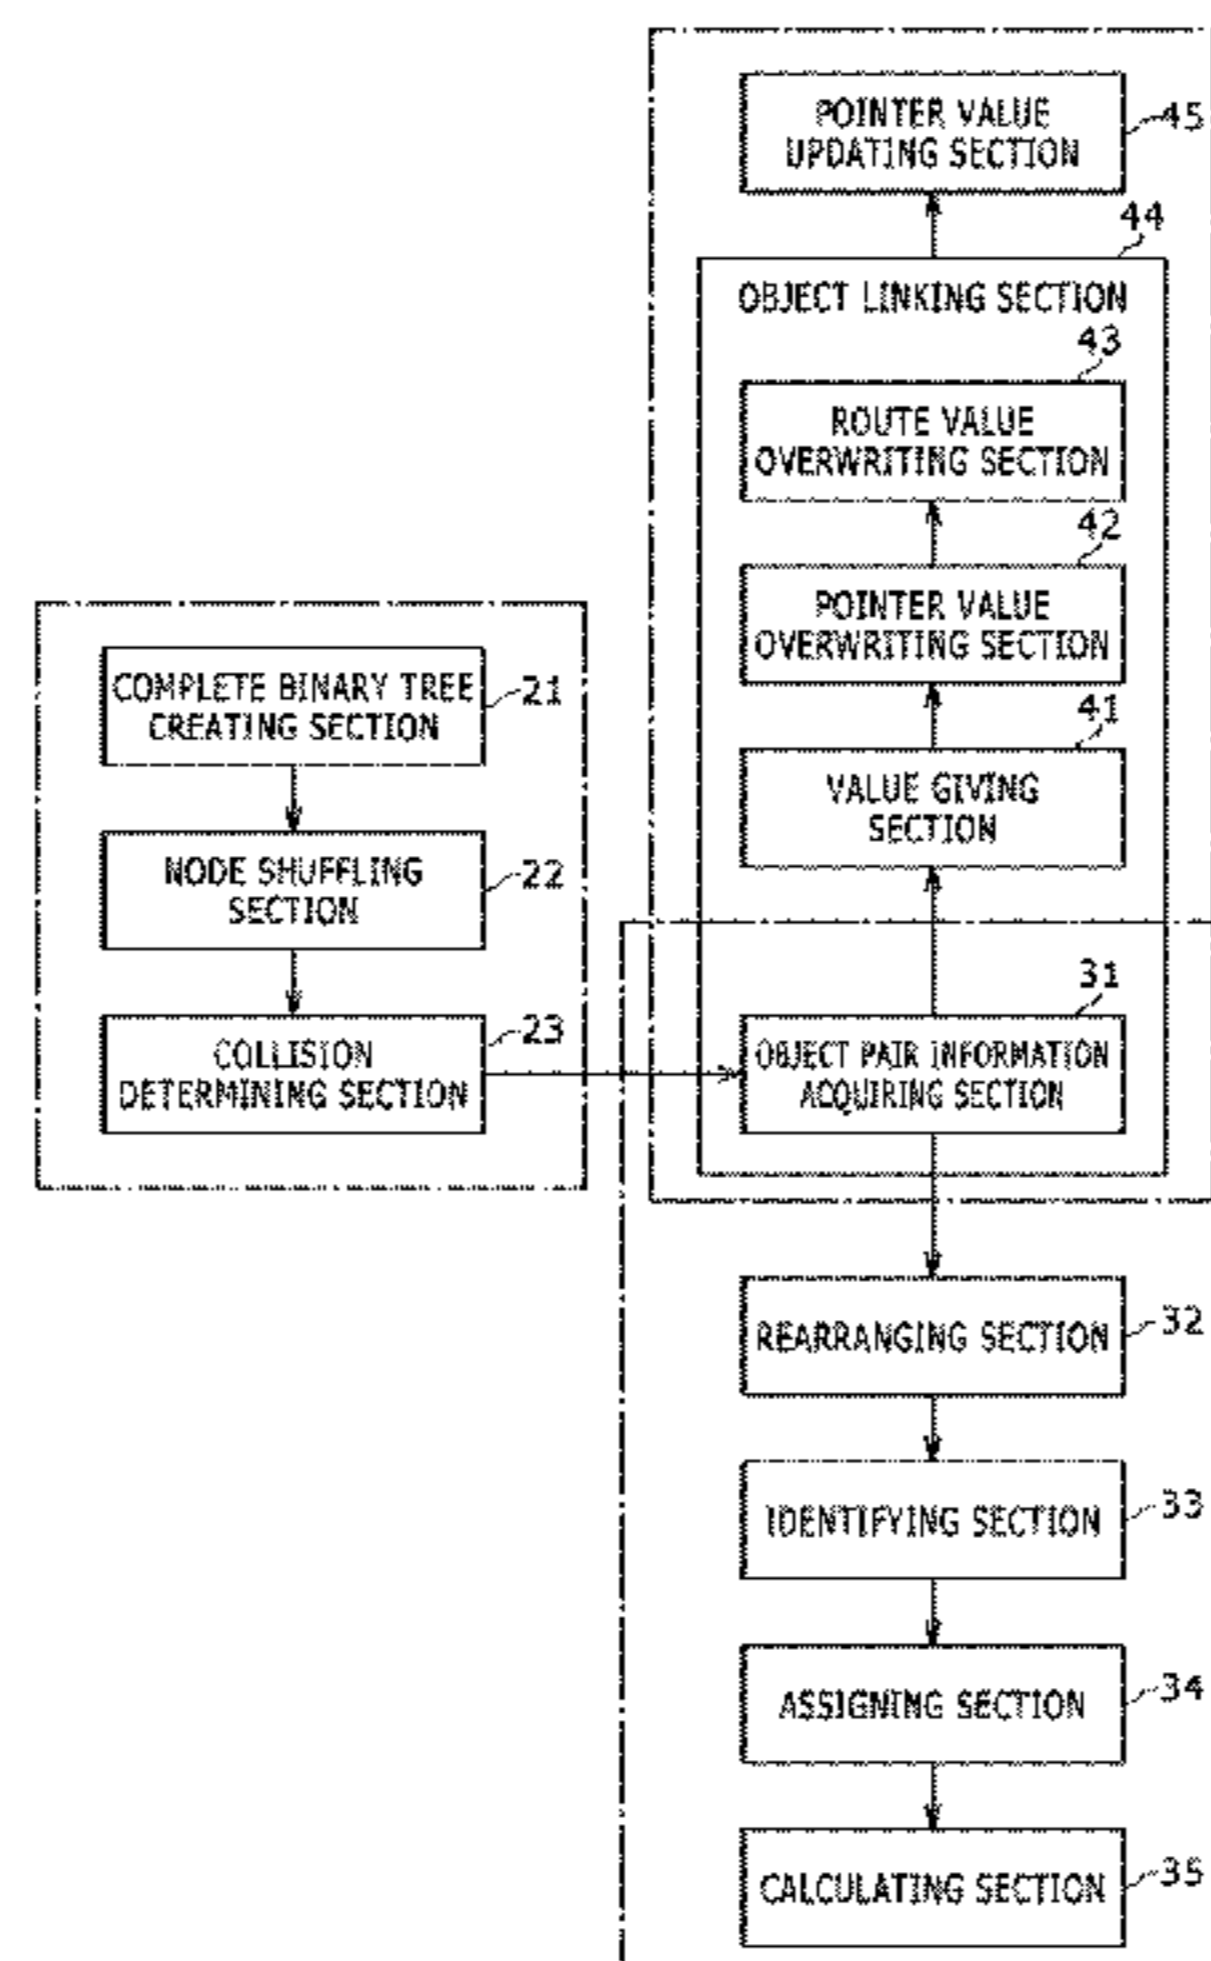 POINTER VALUE
UPDATING SECTION
45
44
OBJECT LINKING SECTION
43
ROUTE VALUE
OVERWRITING SECTION
42
POINTER VALUE
OVERWRITING SECTION
41
VALUE GIVING
SECTION
COMPLETE BINARY TREE
CREATING SECTION
21
NODE SHUFFLING
SECTION
22
COLLISION
DETERMINING SECTION
23
31
OBJECT PAIR INFORMATION
ACQUIRING SECTION
REARRANGING SECTION
32
IDENTIFYING SECTION
33
ASSIGNING SECTION
34
CALCULATING SECTION
35